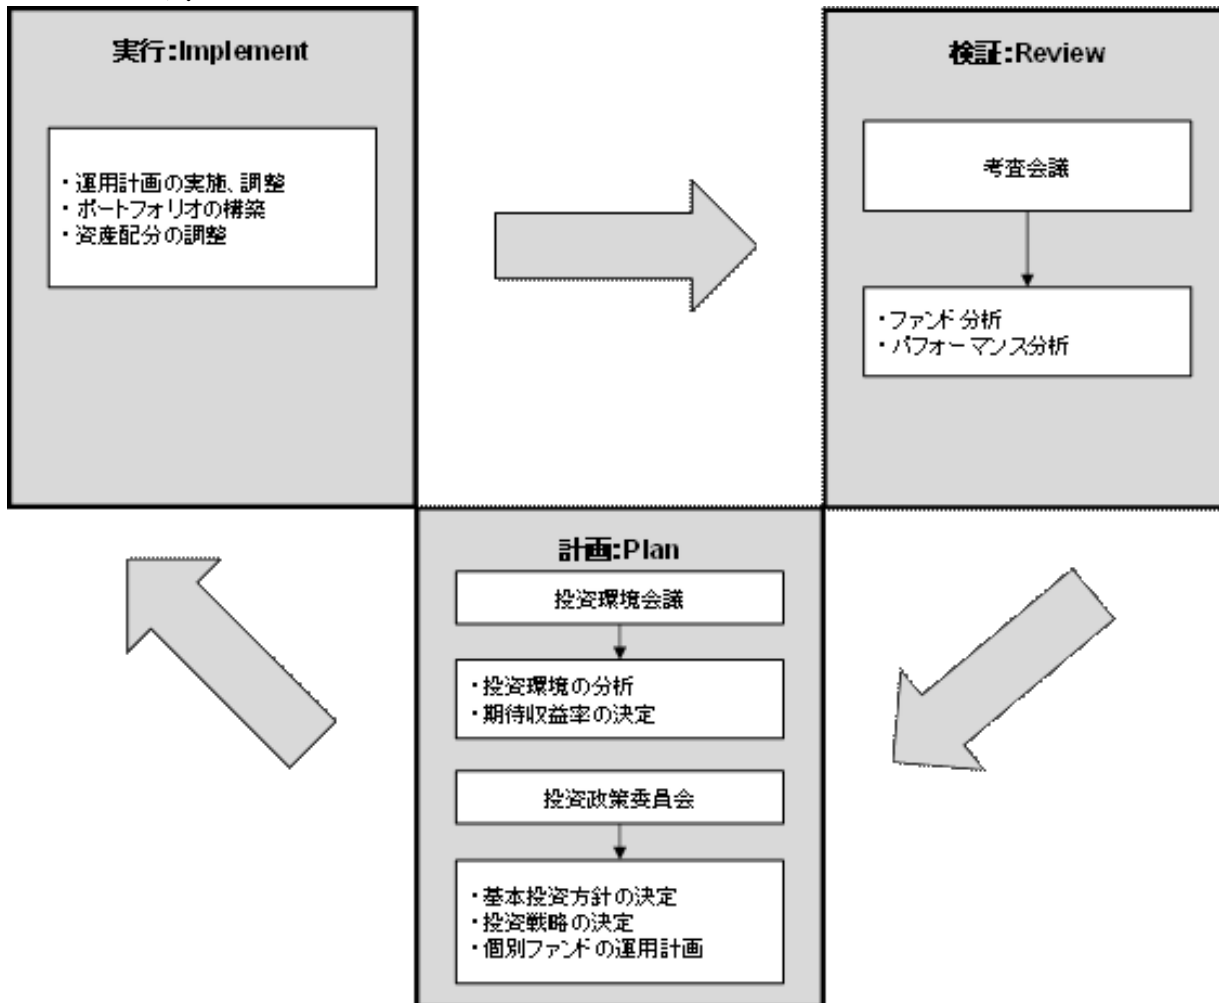 実行:Implement
・運用計画の実施、調整
・ポートフォリオの構築
・資産配分の調整
検証:Review
考査会議
・ファンド分析
・パフォーマンス分析
計画:Plan
投資環境会議
・投資環境の分析
・期待収益率の決定
投資政策委員会
・基本投資方針の決定
・投資戦略の決定
・個別ファンドの運用計画